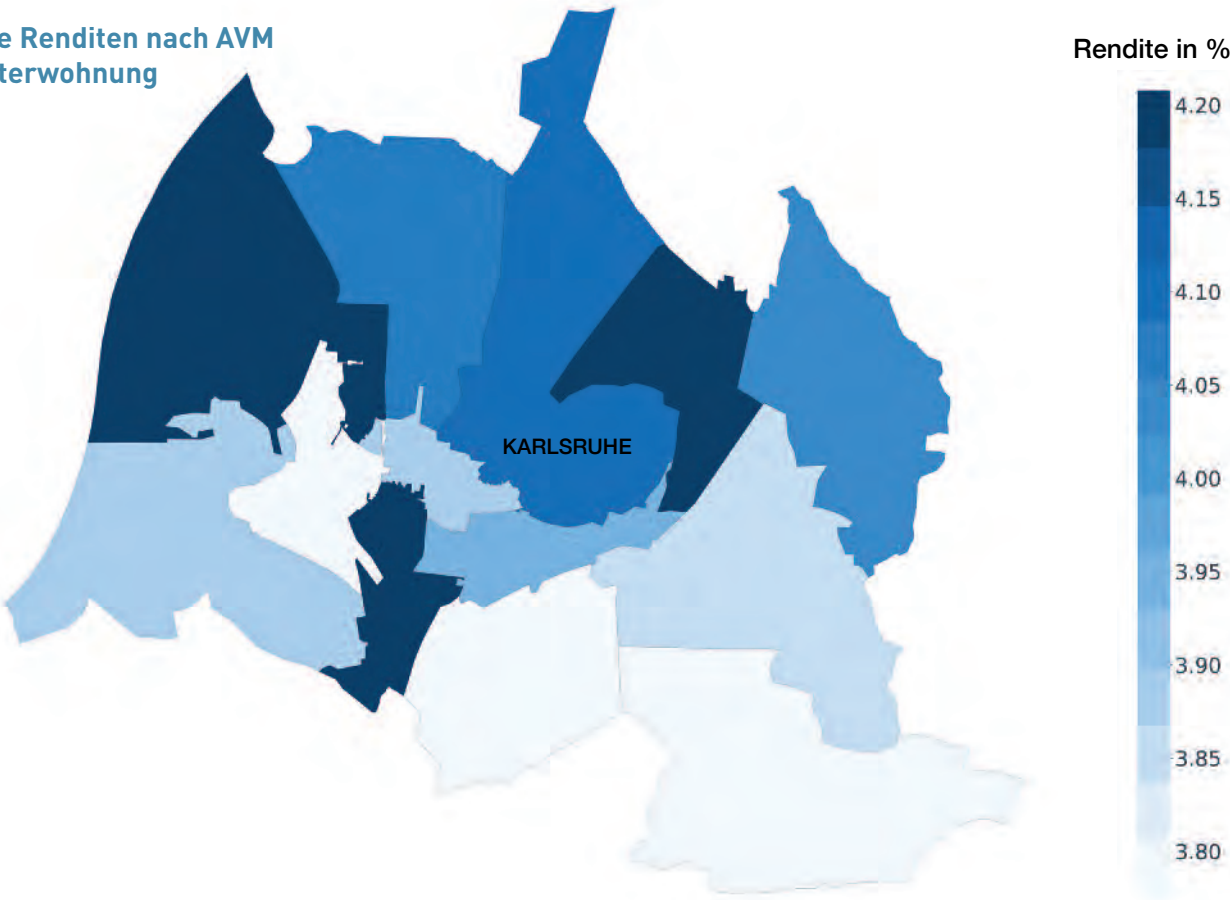 e Renditen nach AVM
terwohnung
Rendite in %
4.20
4.15
4.10
4.05
4.00
3.95
3.90
3.85
3.80
KARLSRUHE